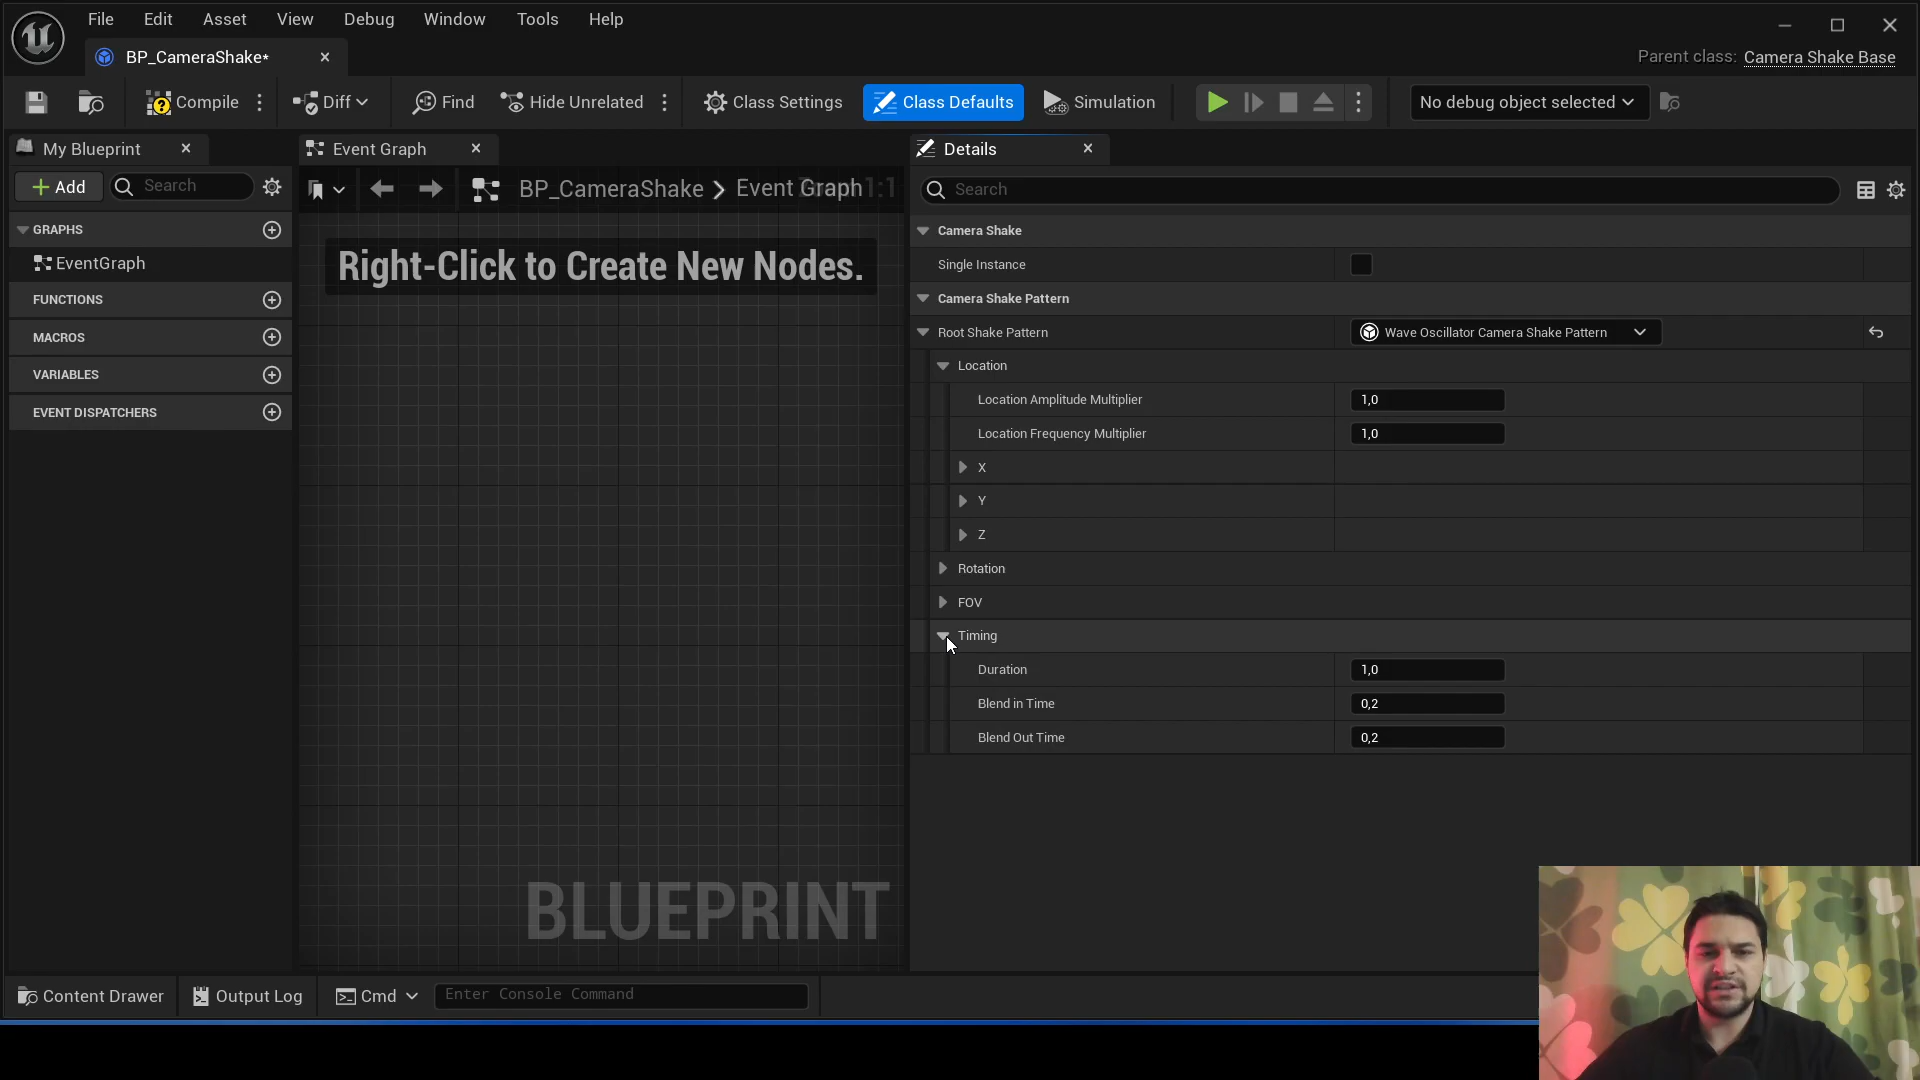 File Edit Asset View Debug Window Tools Help
BP_CameraShake*
Parent class: Camera Shake Base
Compile Diff Find Hide Unrelated Class Settings Class Defaults Simulation No debug object selected
My Blueprint
Event Graph
Details
Add Search
BP_CameraShake Event Graph
Search
GRAPHS
EventGraph
FUNCTIONS
MACROS
VARIABLES
EVENT DISPATCHERS
Right-Click to Create New Nodes.
BLUEPRINT
Camera Shake
Single Instance
Camera Shake Pattern
Root Shake Pattern Wave Oscillator Camera Shake Pattern
Location
Location Amplitude Multiplier 1,0
Location Frequency Multiplier 1,0
X
Y
Z
Rotation
FOV
Timing
Duration 1,0
Blend in Time 0,2
Blend Out Time 0,2
Content Drawer Output Log Cmd Enter Console Command